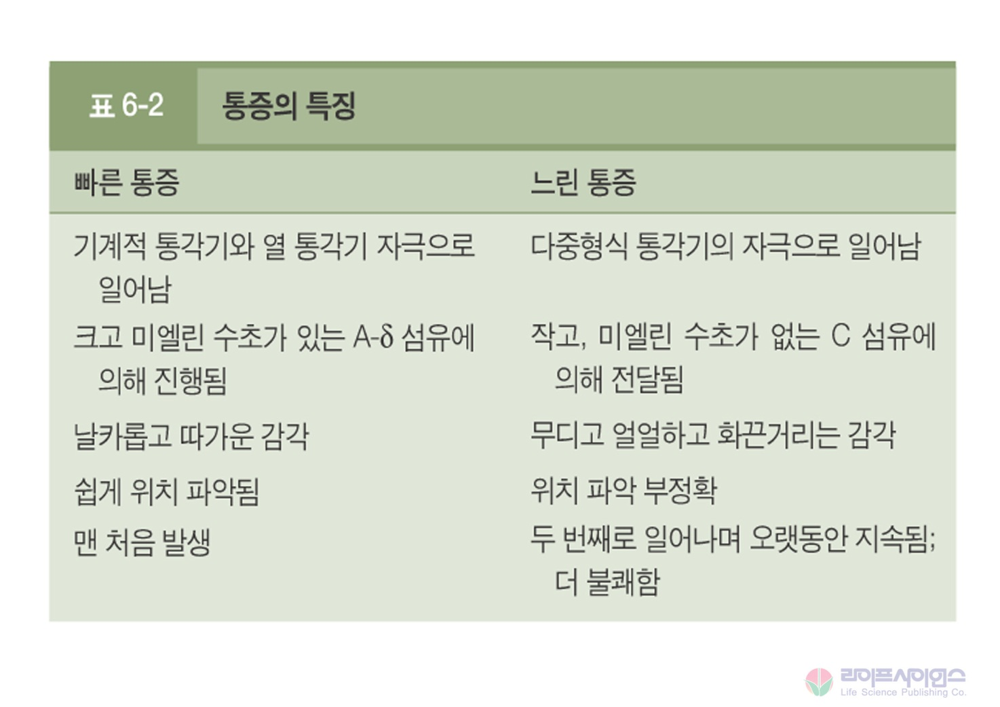 표 6-2 통증의 특징
빠른 통증 느린 통증
기계적 통각기와 열 통각기 자극으로 다중형식 통각기의 자극으로 일어남
일어남
크고 미엘린 수초가 있는 A-δ 섬유에 작고, 미엘린 수초가 없는 C 섬유에
의해 진행됨 의해 전달됨
날카롭고 따가운 감각 무디고 얼얼하고 화끈거리는 감각
쉽게 위치 파악됨 위치 파악 부정확
맨 처음 발생 두 번째로 일어나며 오랫동안 지속됨;
더 불쾌함
라이프사이언스
Life Science Publishing Co.